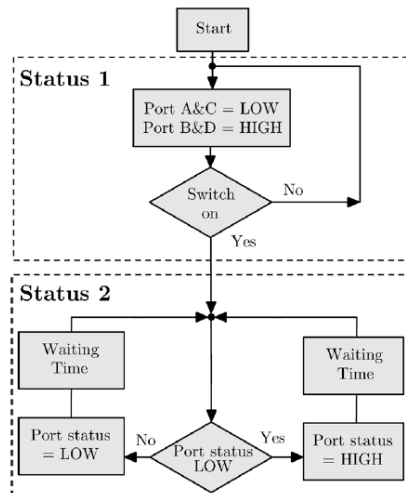 Start
Status 1
Port A&C = LOW
Port B&D = HIGH
Switch
on
No
Yes
Status 2
Waiting
Time
Waiting
Time
Port status
= LOW
No
Port status
LOW
Yes
Port status
= HIGH